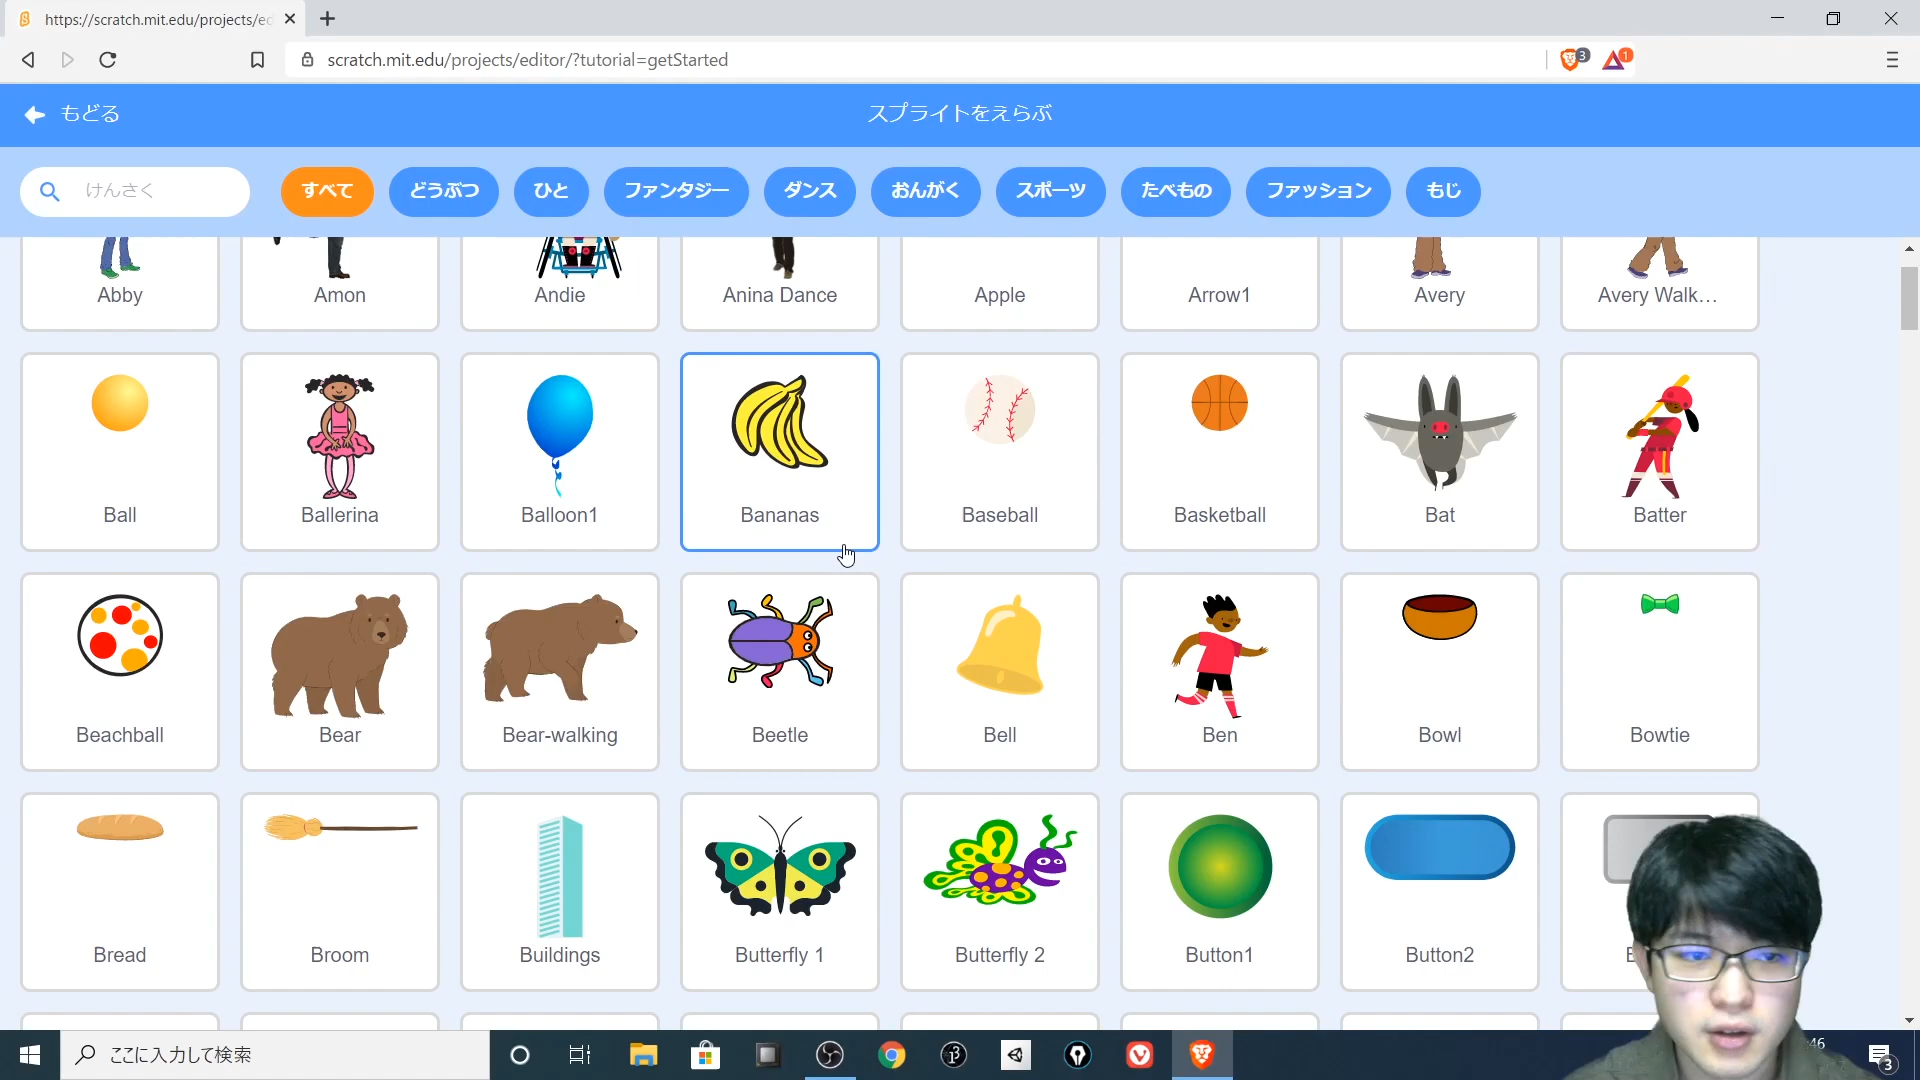 https://scratch.mit.edu/projects/ed
scratch.mit.edu/projects/editor/?tutorial=getStarted
3
1
もどる
スプライトをえらぶ
けんさく
すべて
どうぶつ
ひと
ファンタジー
ダンス
おんがく
スポーツ
たべもの
ファッション
もじ
Abby
Amon
Andie
Anina Dance
Apple
Arrow1
Avery
Avery Walk…
Ball
Ballerina
Balloon1
Bananas
Baseball
Basketball
Bat
Batter
Beachball
Bear
Bear-walking
Beetle
Bell
Ben
Bowl
Bowtie
Bread
Broom
Buildings
Butterfly 1
Butterfly 2
Button1
Button2
ここに入力して検索
46
3